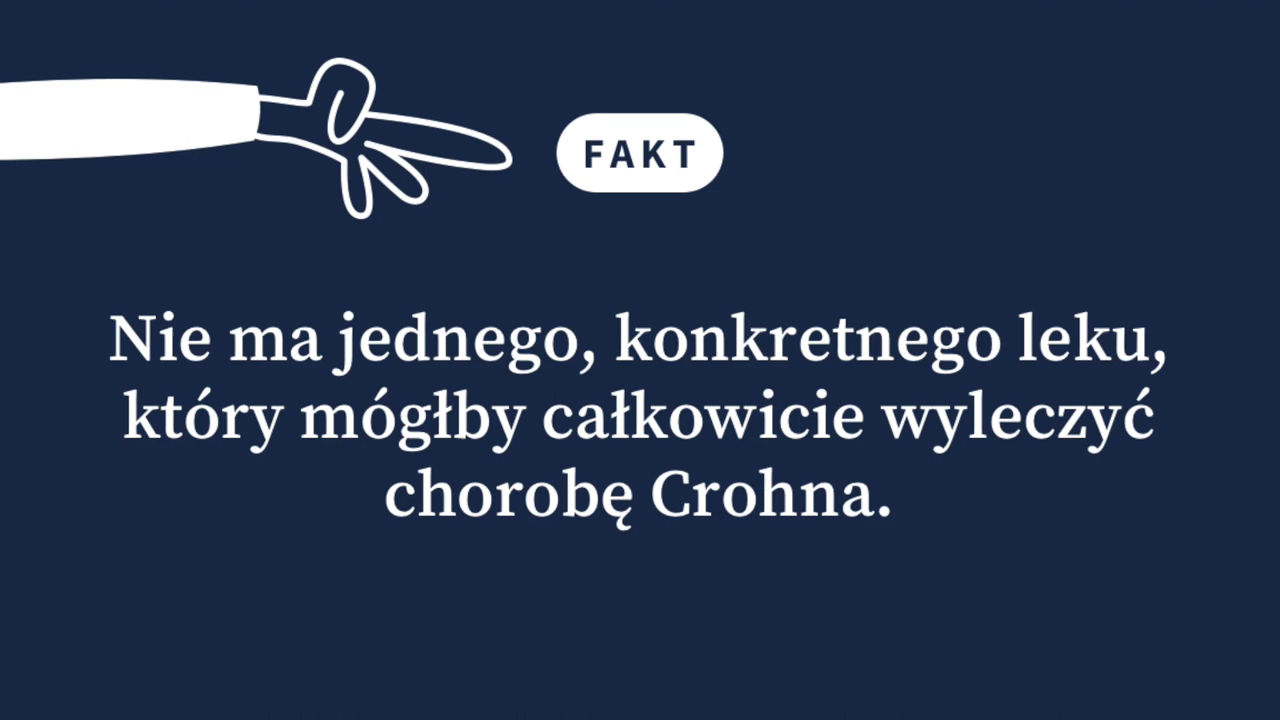 FAKT
Nie ma jednego, konkretnego leku,
który mógłby całkowicie wyleczyć
chorobę Crohna.